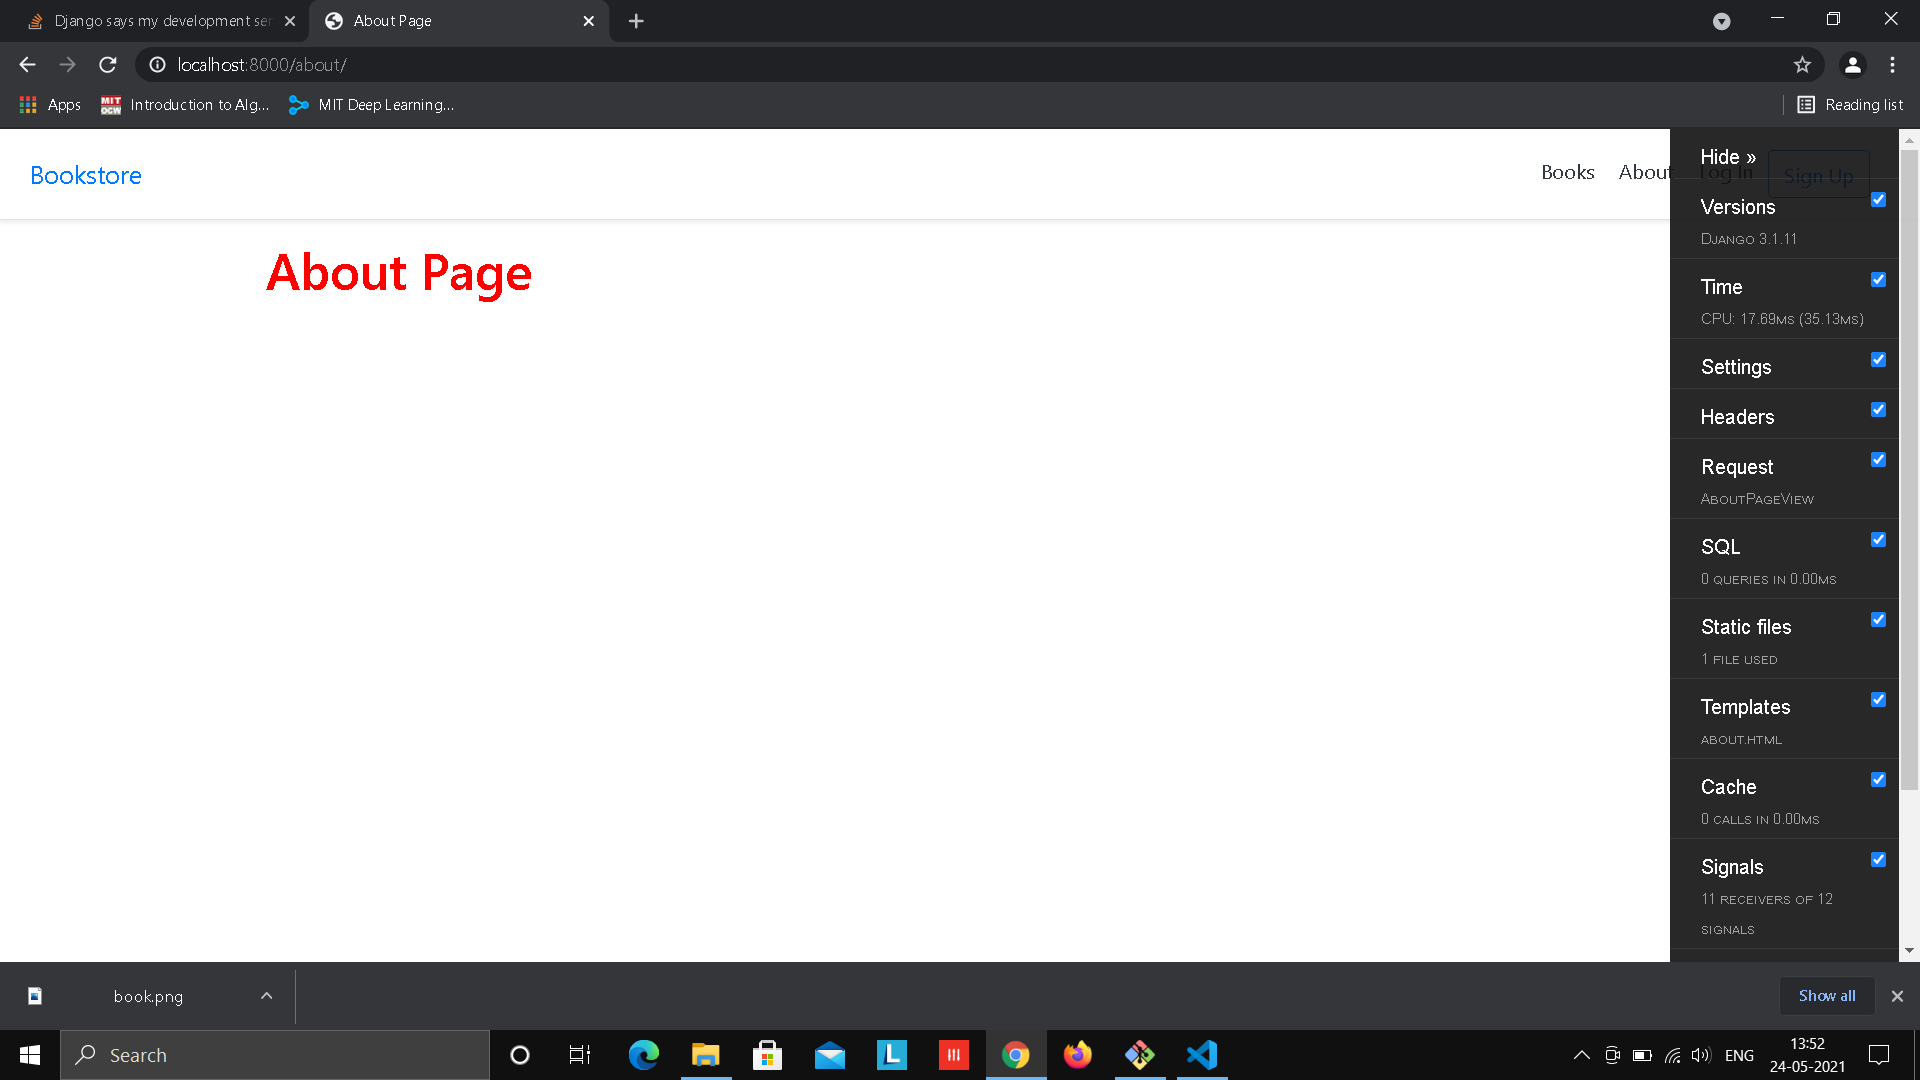 Django says my development ser
About Page
localhost:8000/about/
Apps
Introduction to Alg...
MIT Deep Learning...
Reading list
Bookstore
Books
About
Log In
Sign Up
Hide »
Versions
Django 3.1.11
Time
CPU: 17.69ms (35.13ms)
Settings
Headers
Request
AboutPageView
SQL
0 queries in 0.00ms
Static files
1 file used
Templates
about.html
Cache
0 calls in 0.00ms
Signals
11 receivers of 12
signals
About Page
book.png
Show all
Search
ENG
13:52
24-05-2021